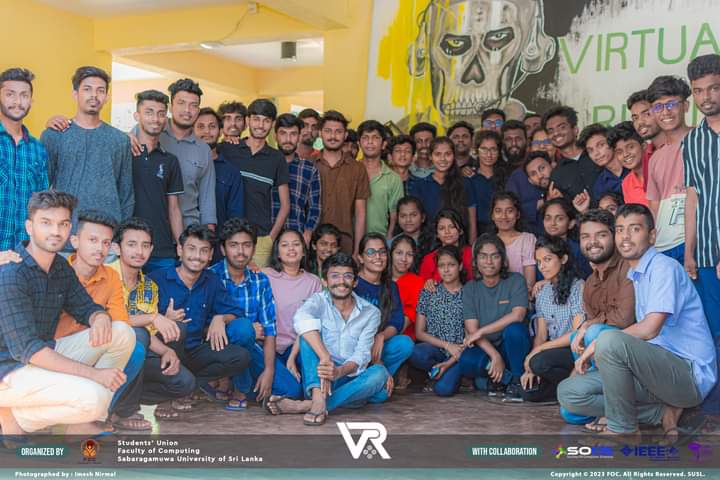 VIRTUA
ORGANIZED BY
Students' Union
Faculty of Computing
Sabaragamuwa University of Sri Lanka
VR
WITH COLLABORATION
IEEE
Photographed by : Imesh Nirmal
Copyright © 2023 FOC. All Rights Reserved. SUSL.